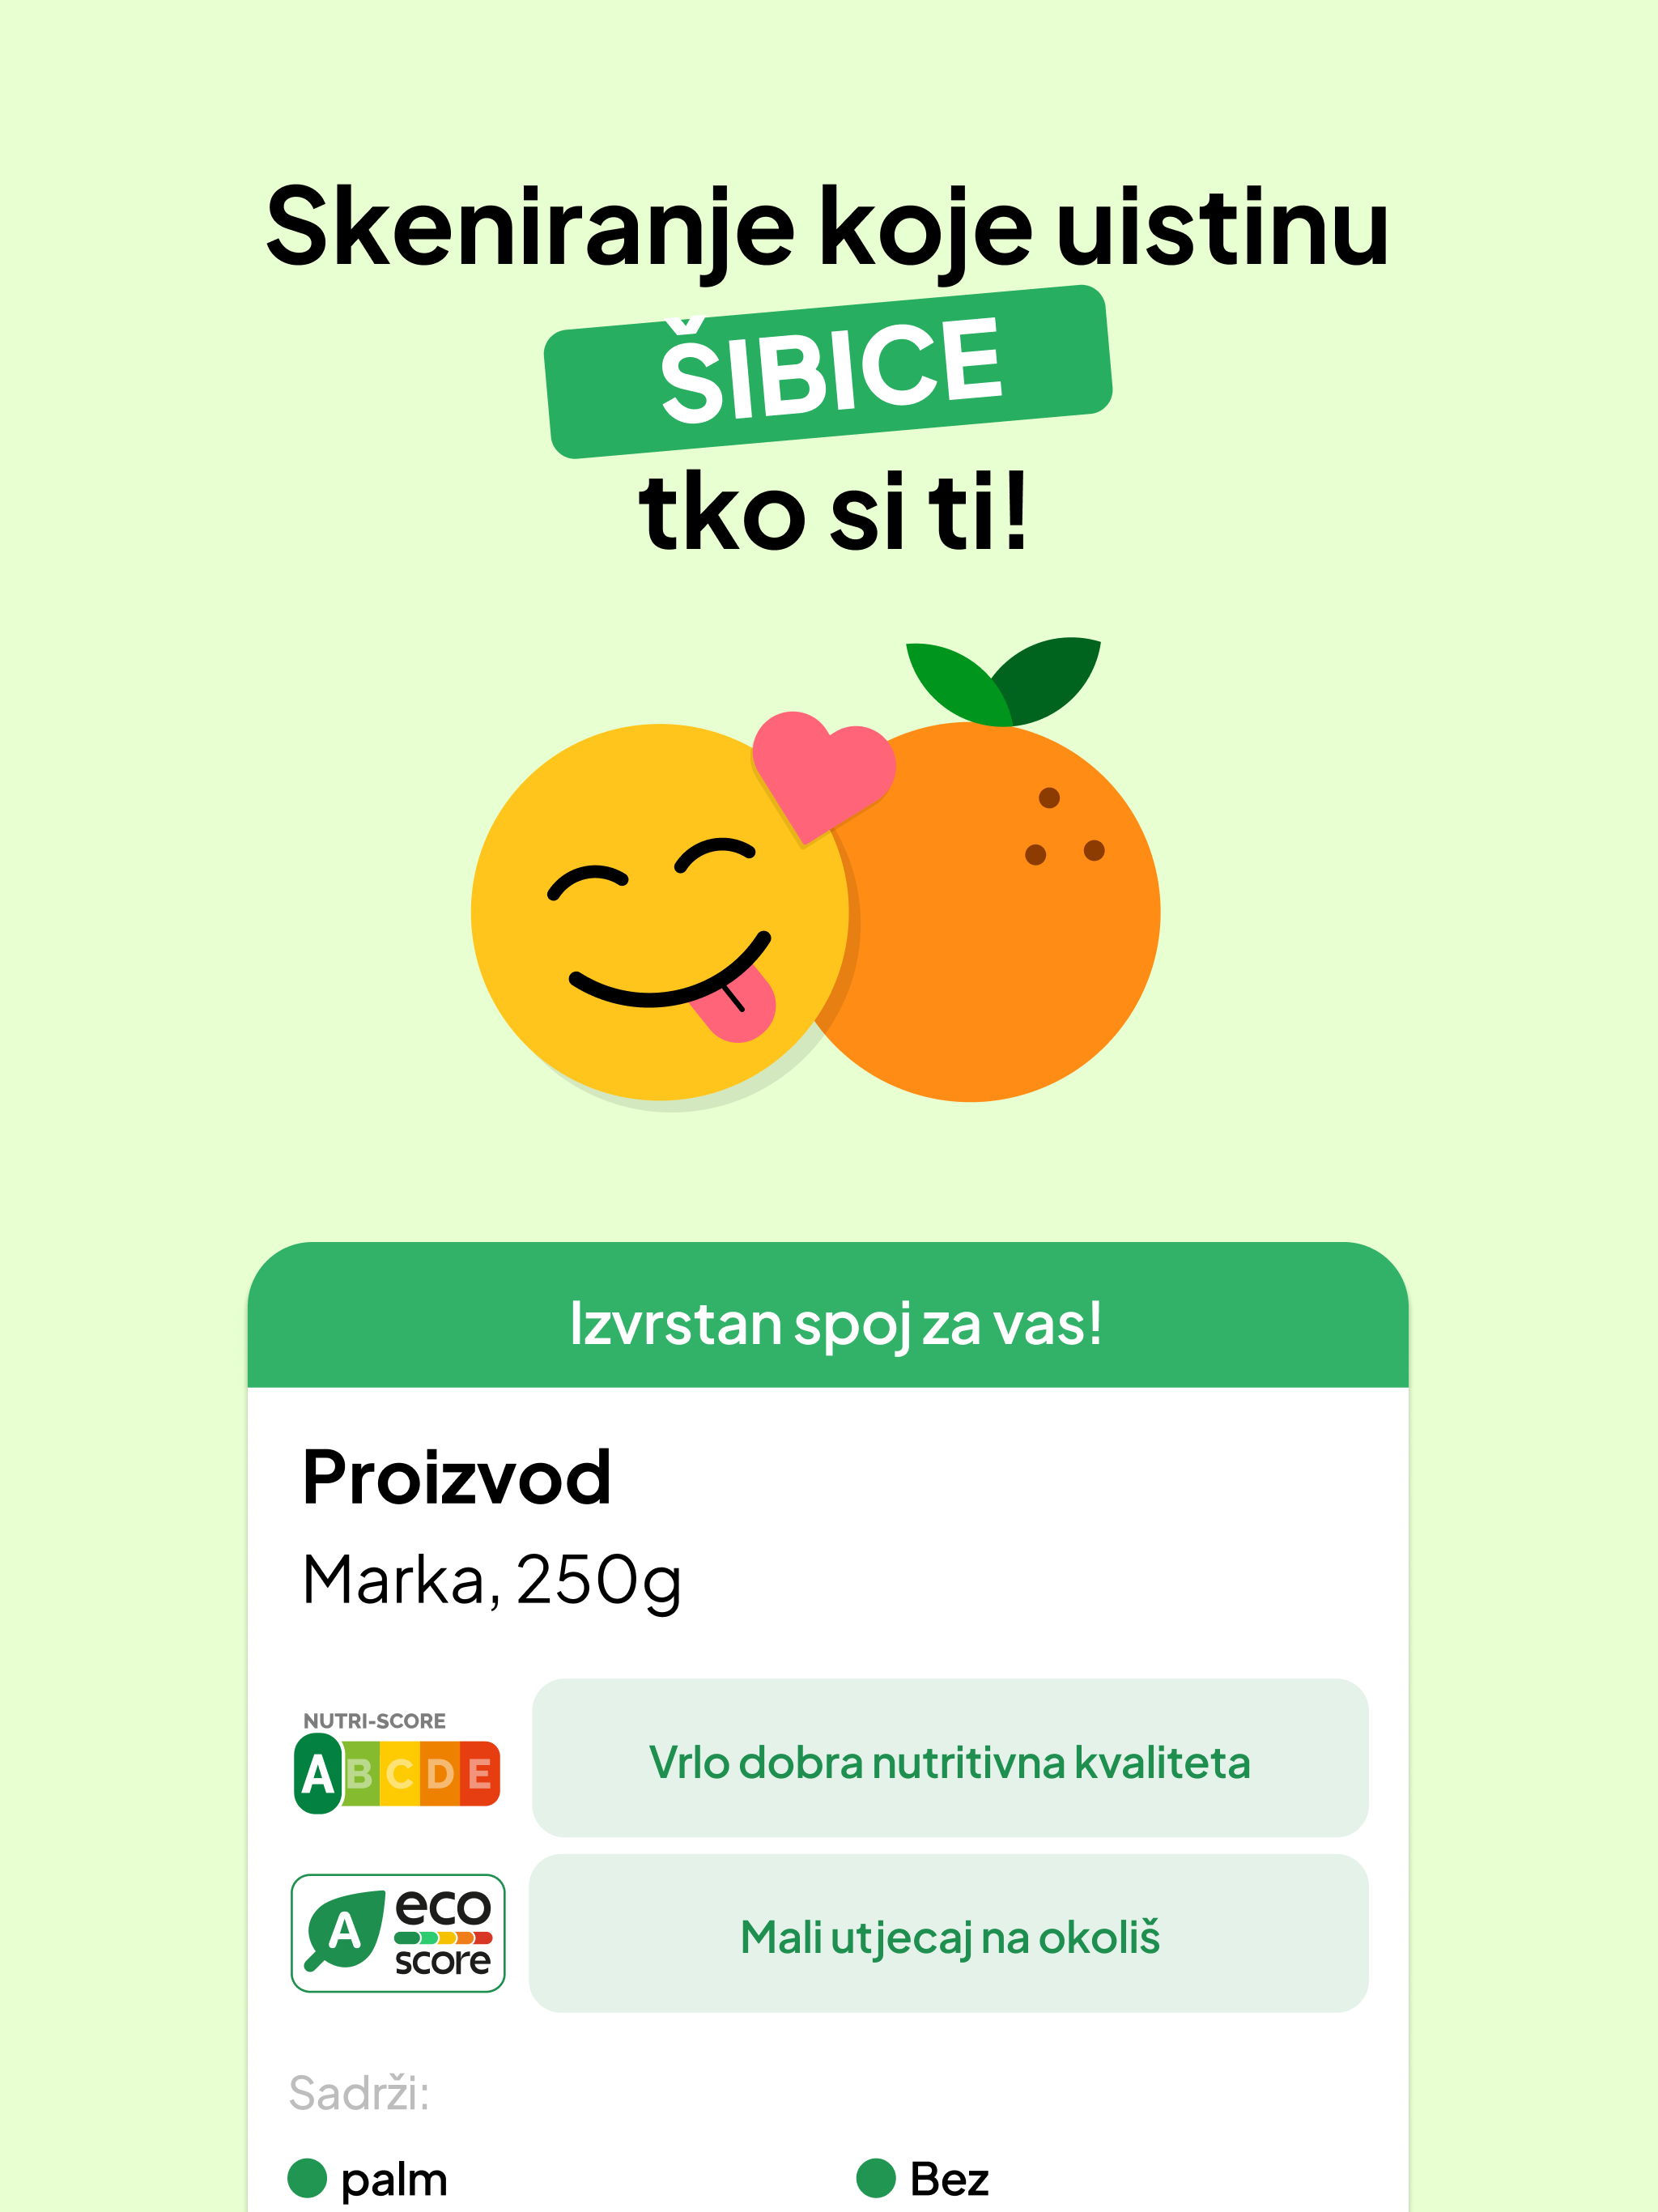 Skeniranje koje uistinu
ŠIBICE
tko si ti!
Izvrstan spoj za vas!
Proizvod
Marka, 250g
NUTRI-SCORE
A B C D E
Vrlo dobra nutritivna kvaliteta
A
eco
score
Mali utjecaj na okoliš
Sadrži:
palm
Bez